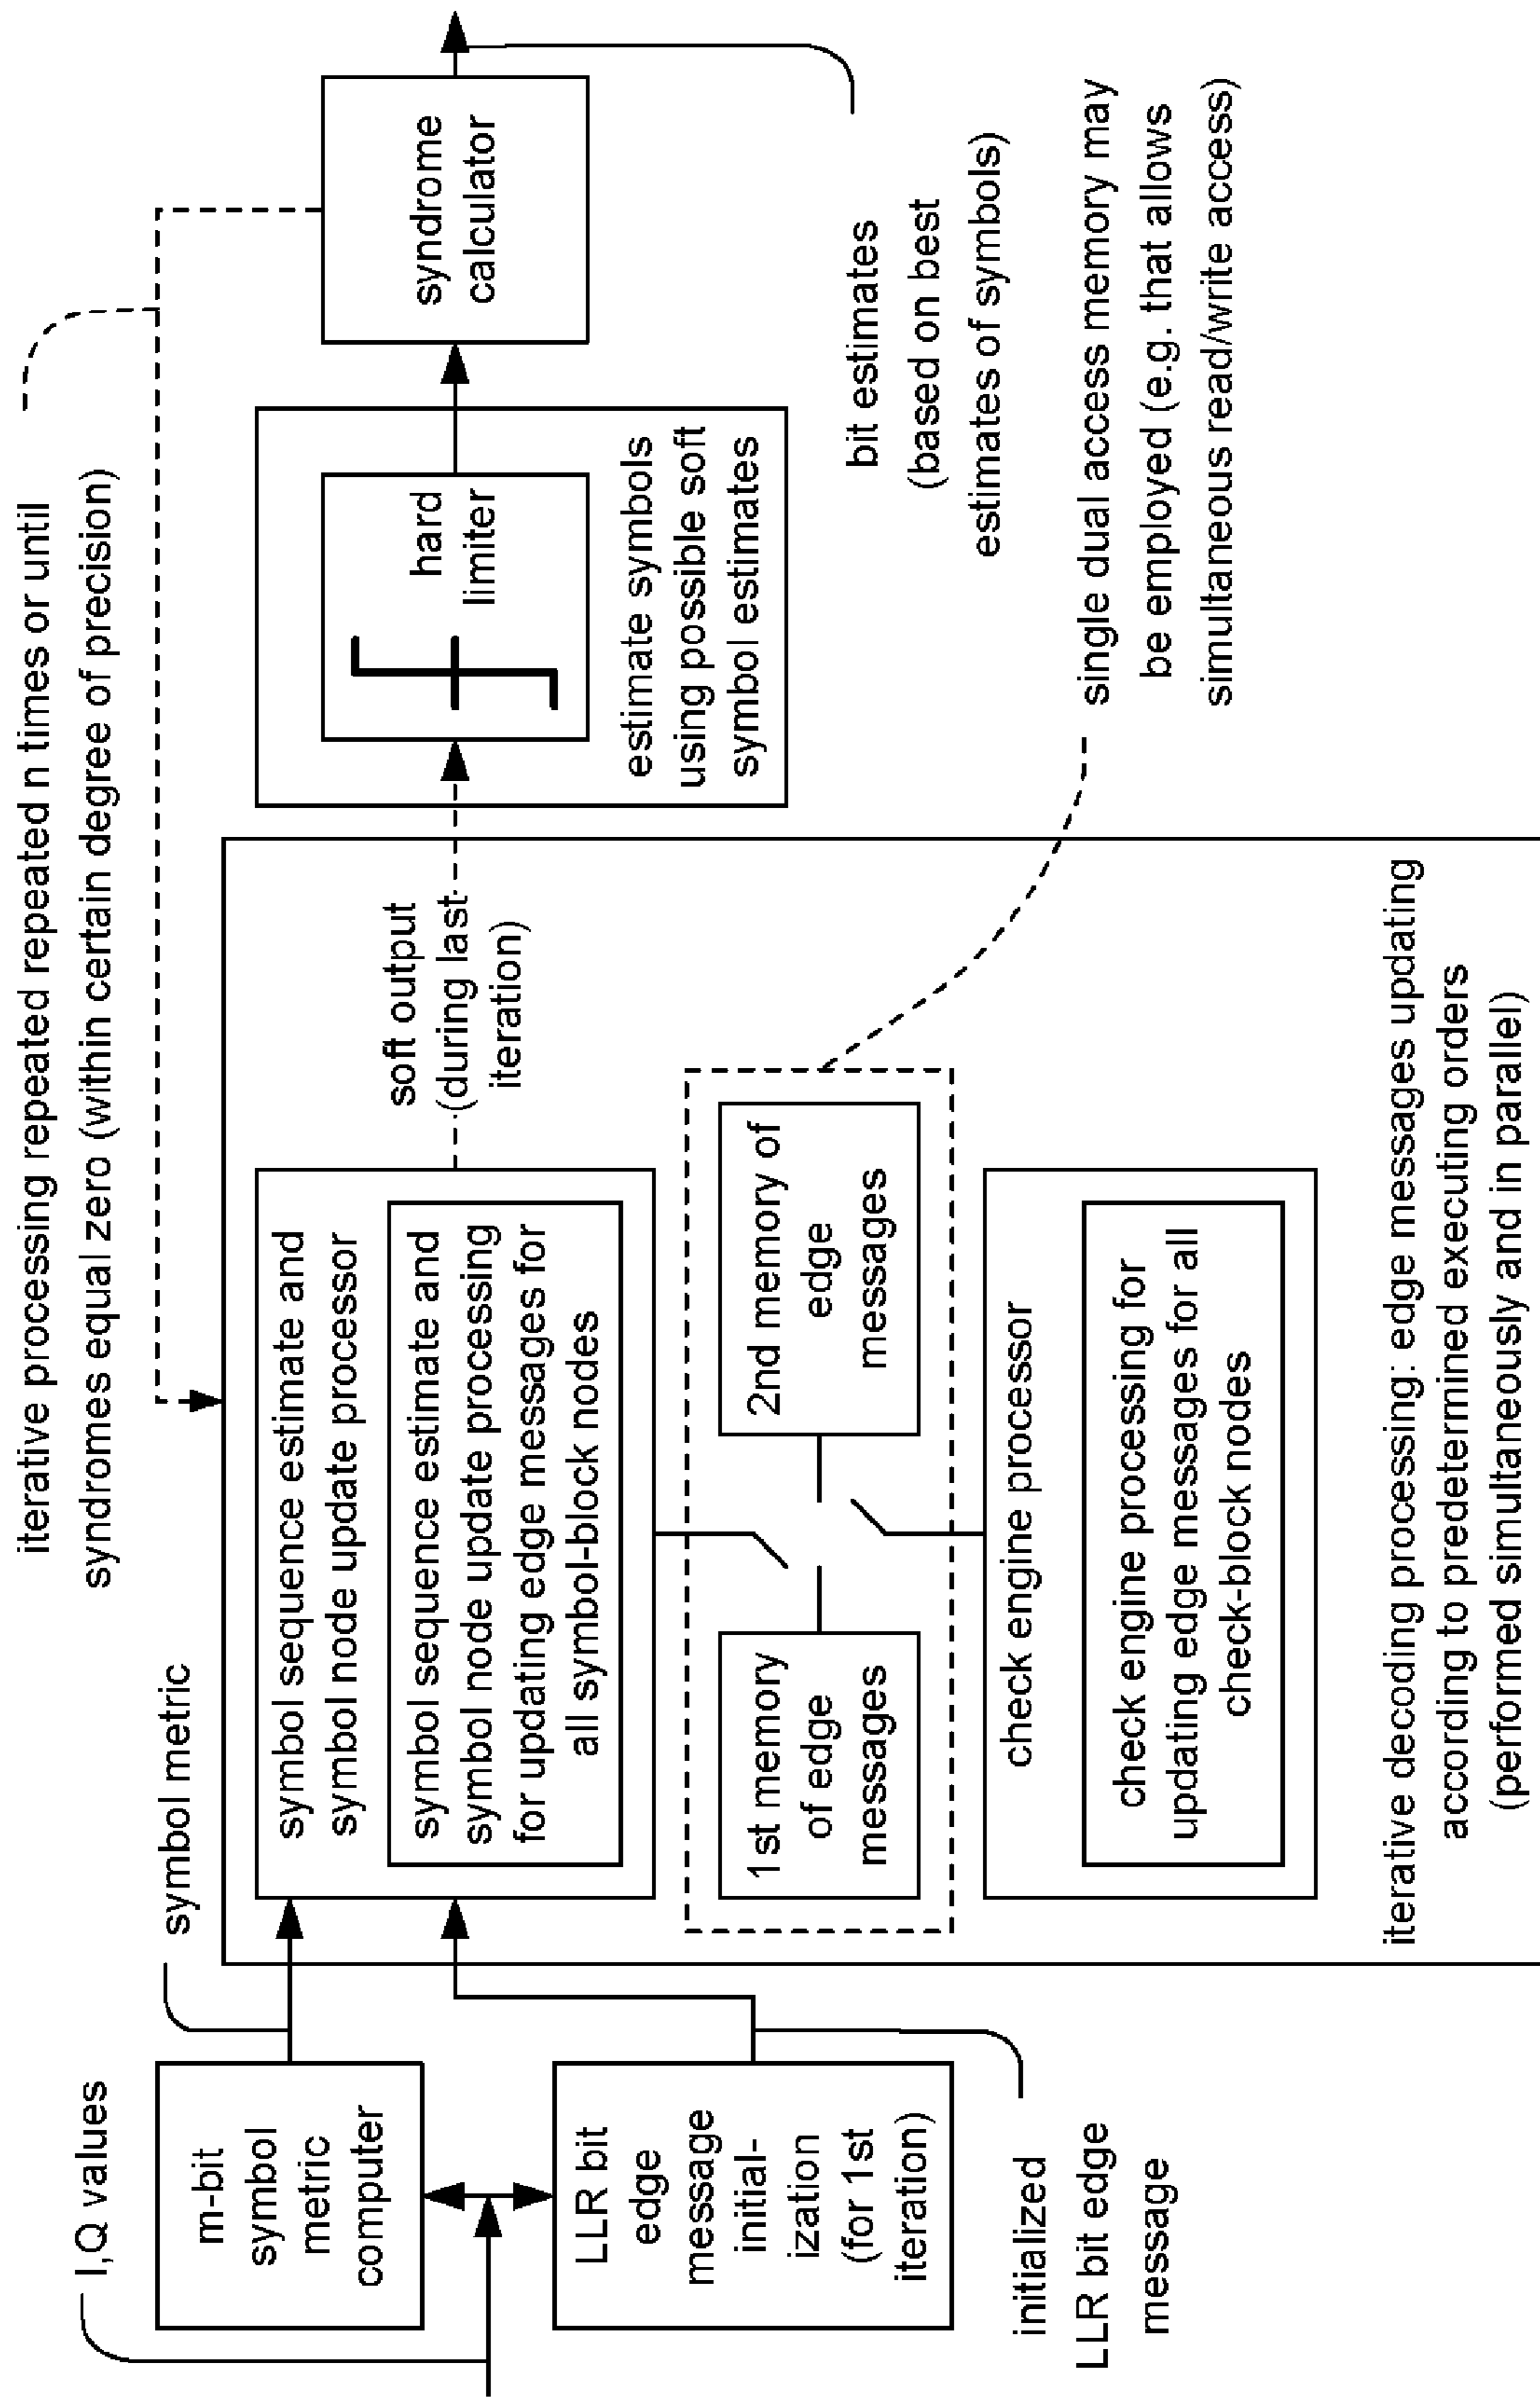 iterative processing repeated repeated n times or until
syndromes equal zero (within certain degree of precision)
I,Q values
m-bit
symbol
metric
computer
LLR bit
edge
message
initial-
ization
(for 1st
iteration)
initialized
LLR bit edge
message
symbol metric
symbol sequence estimate and
symbol node update processor
symbol sequence estimate and
symbol node update processing
for updating edge messages for
all symbol-block nodes
1st memory
of edge
messages
2nd memory of
edge
messages
check engine processor
check engine processing for
updating edge messages for all
check-block nodes
iterative decoding processing: edge messages updating
according to predetermined executing orders
(performed simultaneously and in parallel)
soft output
(during last
iteration)
hard
limiter
estimate symbols
using possible soft
symbol estimates
syndrome
calculator
bit estimates
(based on best
estimates of symbols)
single dual access memory may
be employed (e.g. that allows
simultaneous read/write access)